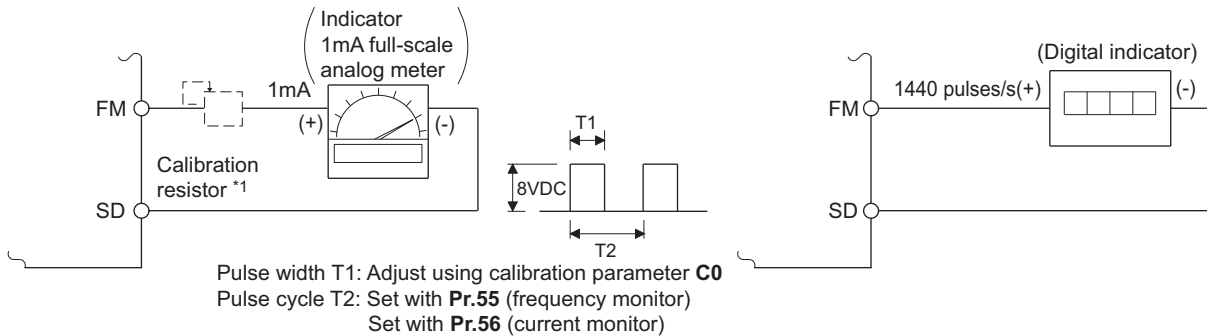 Indicator
1mA full-scale
analog meter
FM
1mA
(+)
(-)
Calibration
resistor *1
SD
T1
8VDC
T2
Pulse width T1: Adjust using calibration parameter C0
Pulse cycle T2: Set with Pr.55 (frequency monitor)
Set with Pr.56 (current monitor)
(Digital indicator)
FM
1440 pulses/s(+)
(-)
SD